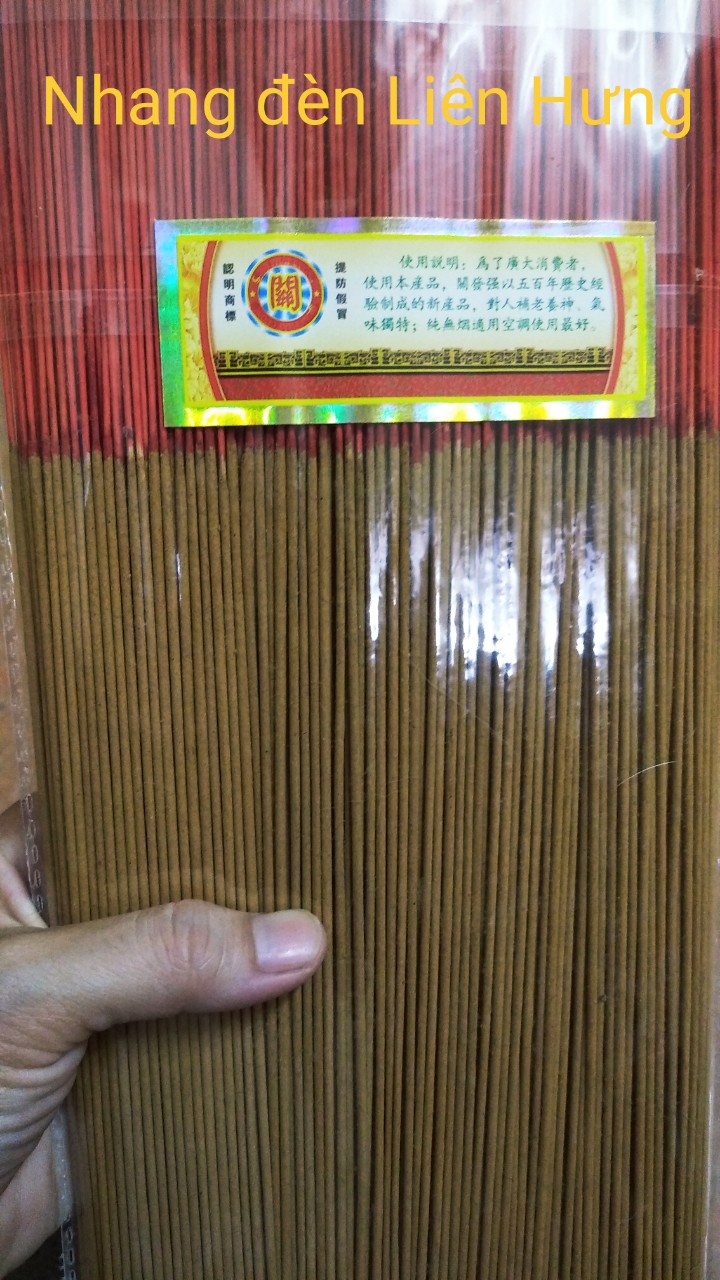 Nhang đèn Liên Hưng
認明商標
關
提防假冒
使用説明：爲了廣大消費者，
使用本産品，關發强以五百年歷史經
驗制成的新産品，對人補老養神、氣
味獨特；純無烟適用空調使用最好。